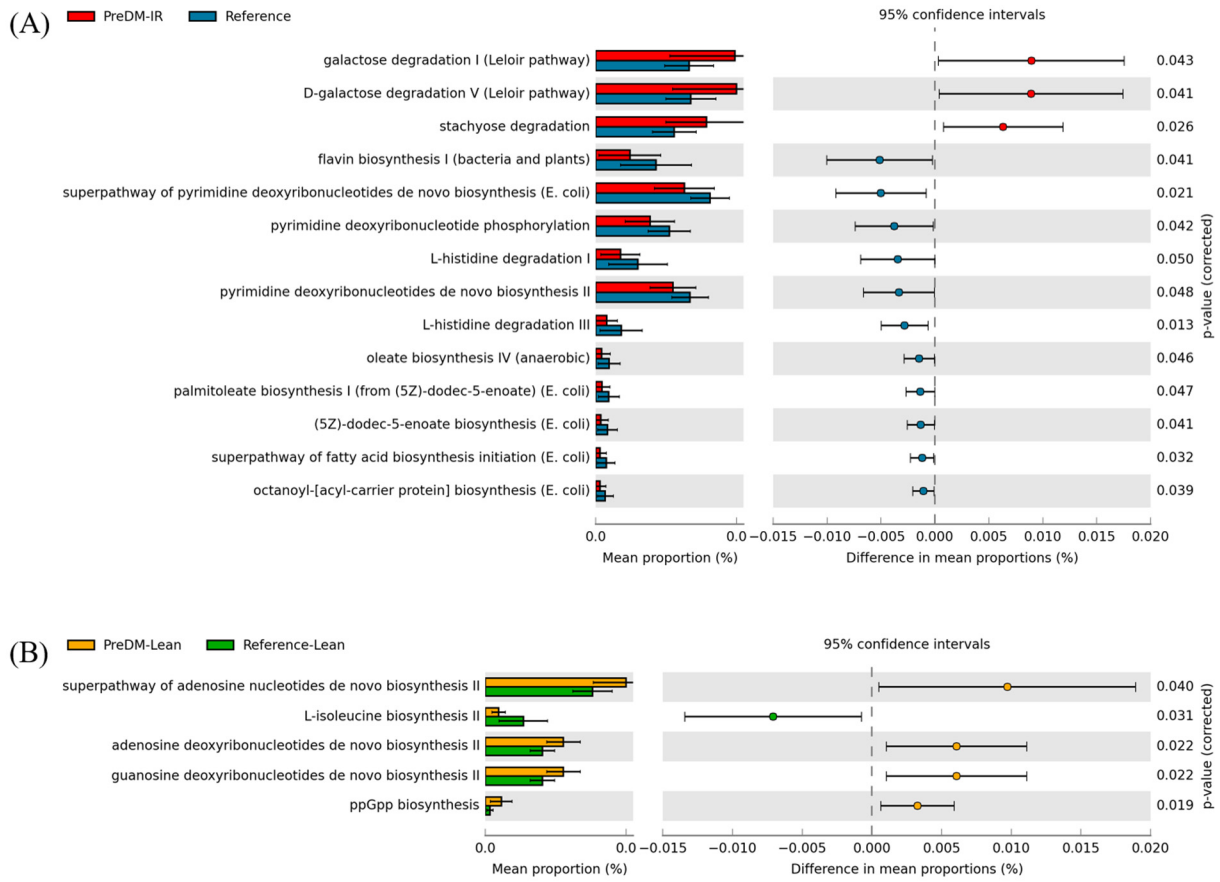 (A) PreDM-IR Reference 95% confidence intervals
galactose degradation I (Leloir pathway) 0.043
D-galactose degradation V (Leloir pathway) 0.041
stachyose degradation 0.026
flavin biosynthesis I (bacteria and plants) 0.041
superpathway of pyrimidine deoxyribonucleotides de novo biosynthesis (E. coli) 0.021
pyrimidine deoxyribonucleotide phosphorylation 0.042
L-histidine degradation I 0.050
pyrimidine deoxyribonucleotides de novo biosynthesis II 0.048
L-histidine degradation III 0.013
oleate biosynthesis IV (anaerobic) 0.046
palmitoleate biosynthesis I (from (5Z)-dodec-5-enoate) (E. coli) 0.047
(5Z)-dodec-5-enoate biosynthesis (E. coli) 0.041
superpathway of fatty acid biosynthesis initiation (E. coli) 0.032
octanoyl-[acyl-carrier protein] biosynthesis (E. coli) 0.039
p-value (corrected)
0.0 0.0 −0.015 −0.010 −0.005 0.000 0.005 0.010 0.015 0.020
Mean proportion (%) Difference in mean proportions (%)
(B) PreDM-Lean Reference-Lean 95% confidence intervals
superpathway of adenosine nucleotides de novo biosynthesis II 0.040
L-isoleucine biosynthesis II 0.031
adenosine deoxyribonucleotides de novo biosynthesis II 0.022
guanosine deoxyribonucleotides de novo biosynthesis II 0.022
ppGpp biosynthesis 0.019
p-value (corrected)
0.0 0.0 −0.015 −0.010 −0.005 0.000 0.005 0.010 0.015 0.020
Mean proportion (%) Difference in mean proportions (%)